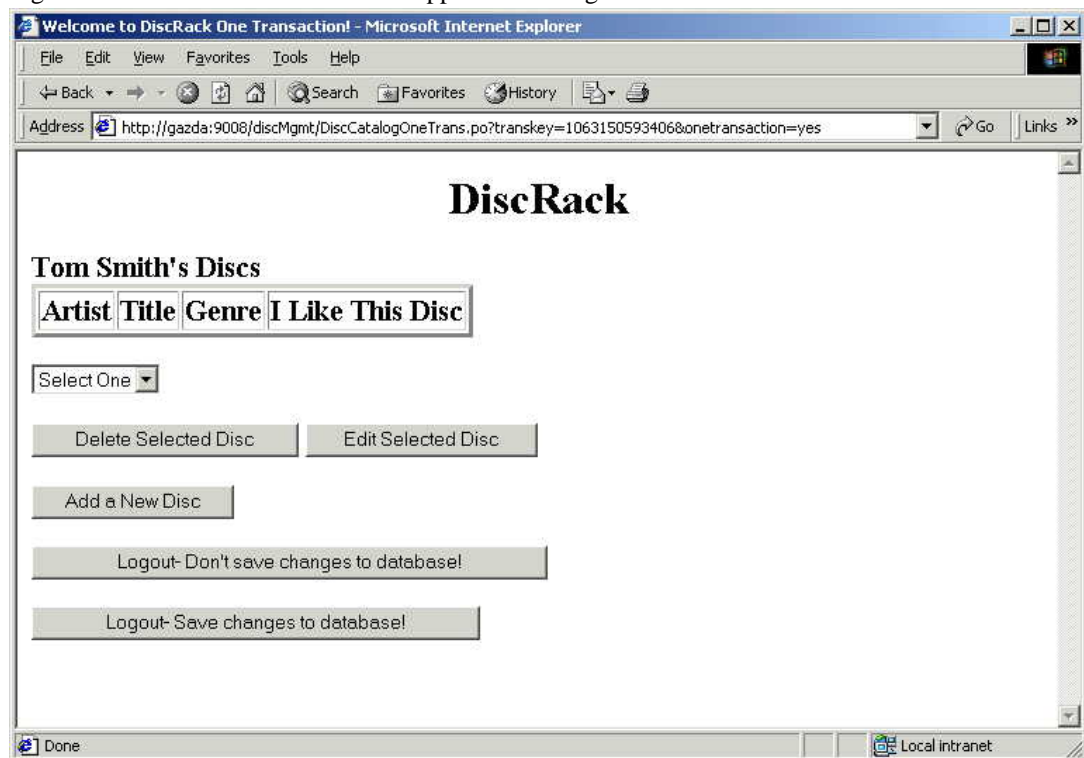 Welcome to DiscRack One Transaction! - Microsoft Internet Explorer
File Edit View Favorites Tools Help
Back Search Favorites History
Address http://gazda:9008/discMgmt/DiscCatalogOneTrans.po?transkey=1063150593406&onetransaction=yes Go Links »
DiscRack
Tom Smith's Discs
Artist Title Genre I Like This Disc
Select One
Delete Selected Disc Edit Selected Disc
Add a New Disc
Logout- Don't save changes to database!
Logout- Save changes to database!
Done Local intranet